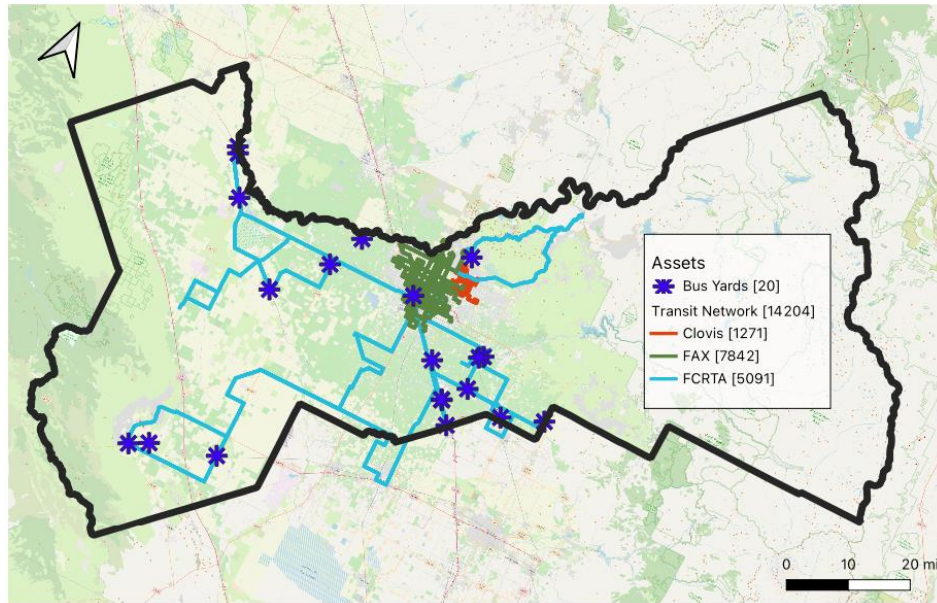 Assets
Bus Yards [20]
Transit Network [14204]
Clovis [1271]
FAX [7842]
FCRTA [5091]
0 10 20 mi